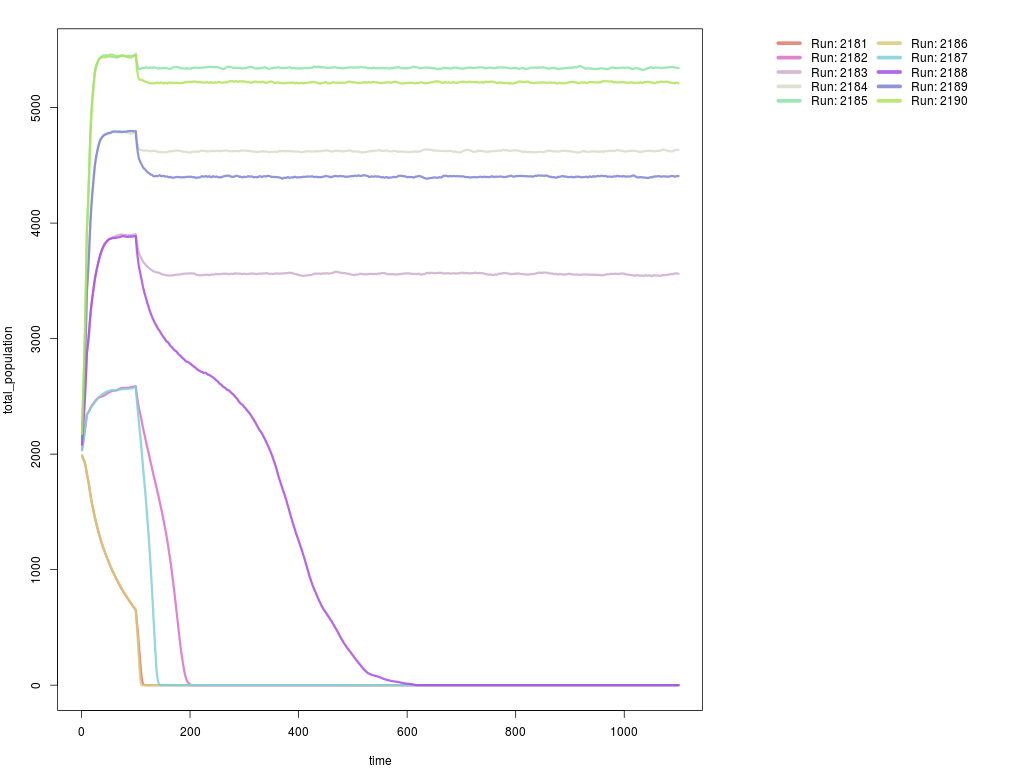 Run: 2181 Run: 2186
Run: 2182 Run: 2187
Run: 2183 Run: 2188
Run: 2184 Run: 2189
Run: 2185 Run: 2190
total_population
5000
4000
3000
2000
1000
0
0 200 400 600 800 1000
time